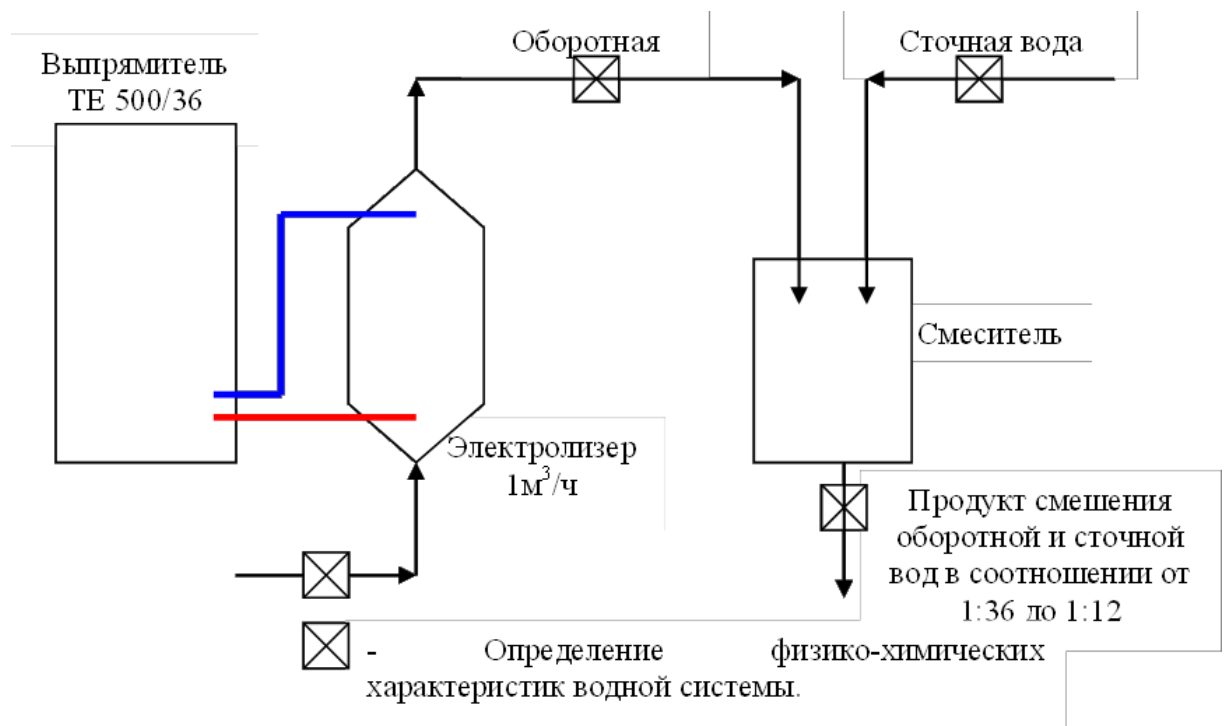 Выпрямитель
ТЕ 500/36
Оборотная
Сточная вода
Смеситель
Электролизер
1м³/ч
Продукт смешения
оборотной и сточной
вод в соотношении от
1:36 до 1:12
- Определение физико-химических
характеристик водной системы.